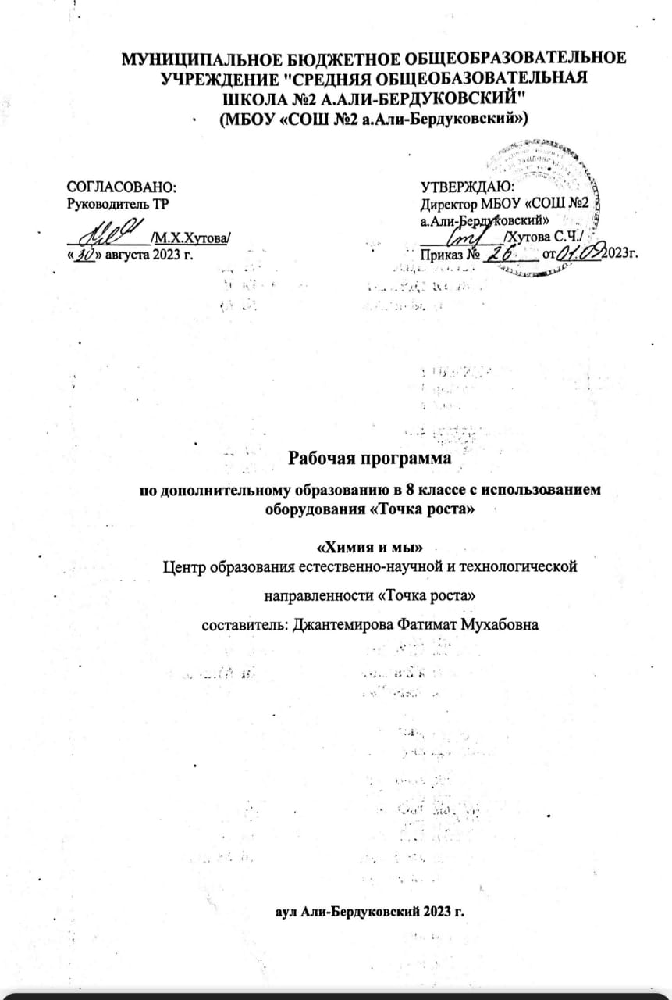 МУНИЦИПАЛЬНОЕ БЮДЖЕТНОЕ ОБЩЕОБРАЗОВАТЕЛЬНОЕ
УЧРЕЖДЕНИЕ "СРЕДНЯЯ ОБЩЕОБАЗОВАТЕЛЬНАЯ
ШКОЛА №2 А.АЛИ-БЕРДУКОВСКИЙ"
(МБОУ «СОШ №2 а.Али-Бердуковский»)
СОГЛАСОВАНО:
Руководитель ТР
/М.Х.Хутова/
«30» августа 2023 г.
УТВЕРЖДАЮ:
Директор МБОУ «СОШ №2
а.Али-Бердуковский»
/Хутова С.Ч./
Приказ № 26 от 01.09 2023г.
Рабочая программа
по дополнительному образованию в 8 классе с использованием
оборудования «Точка роста»
«Химия и мы»
Центр образования естественно-научной и технологической
направленности «Точка роста»
составитель: Джантемирова Фатимат Мухабовна
аул Али-Бердуковский 2023 г.